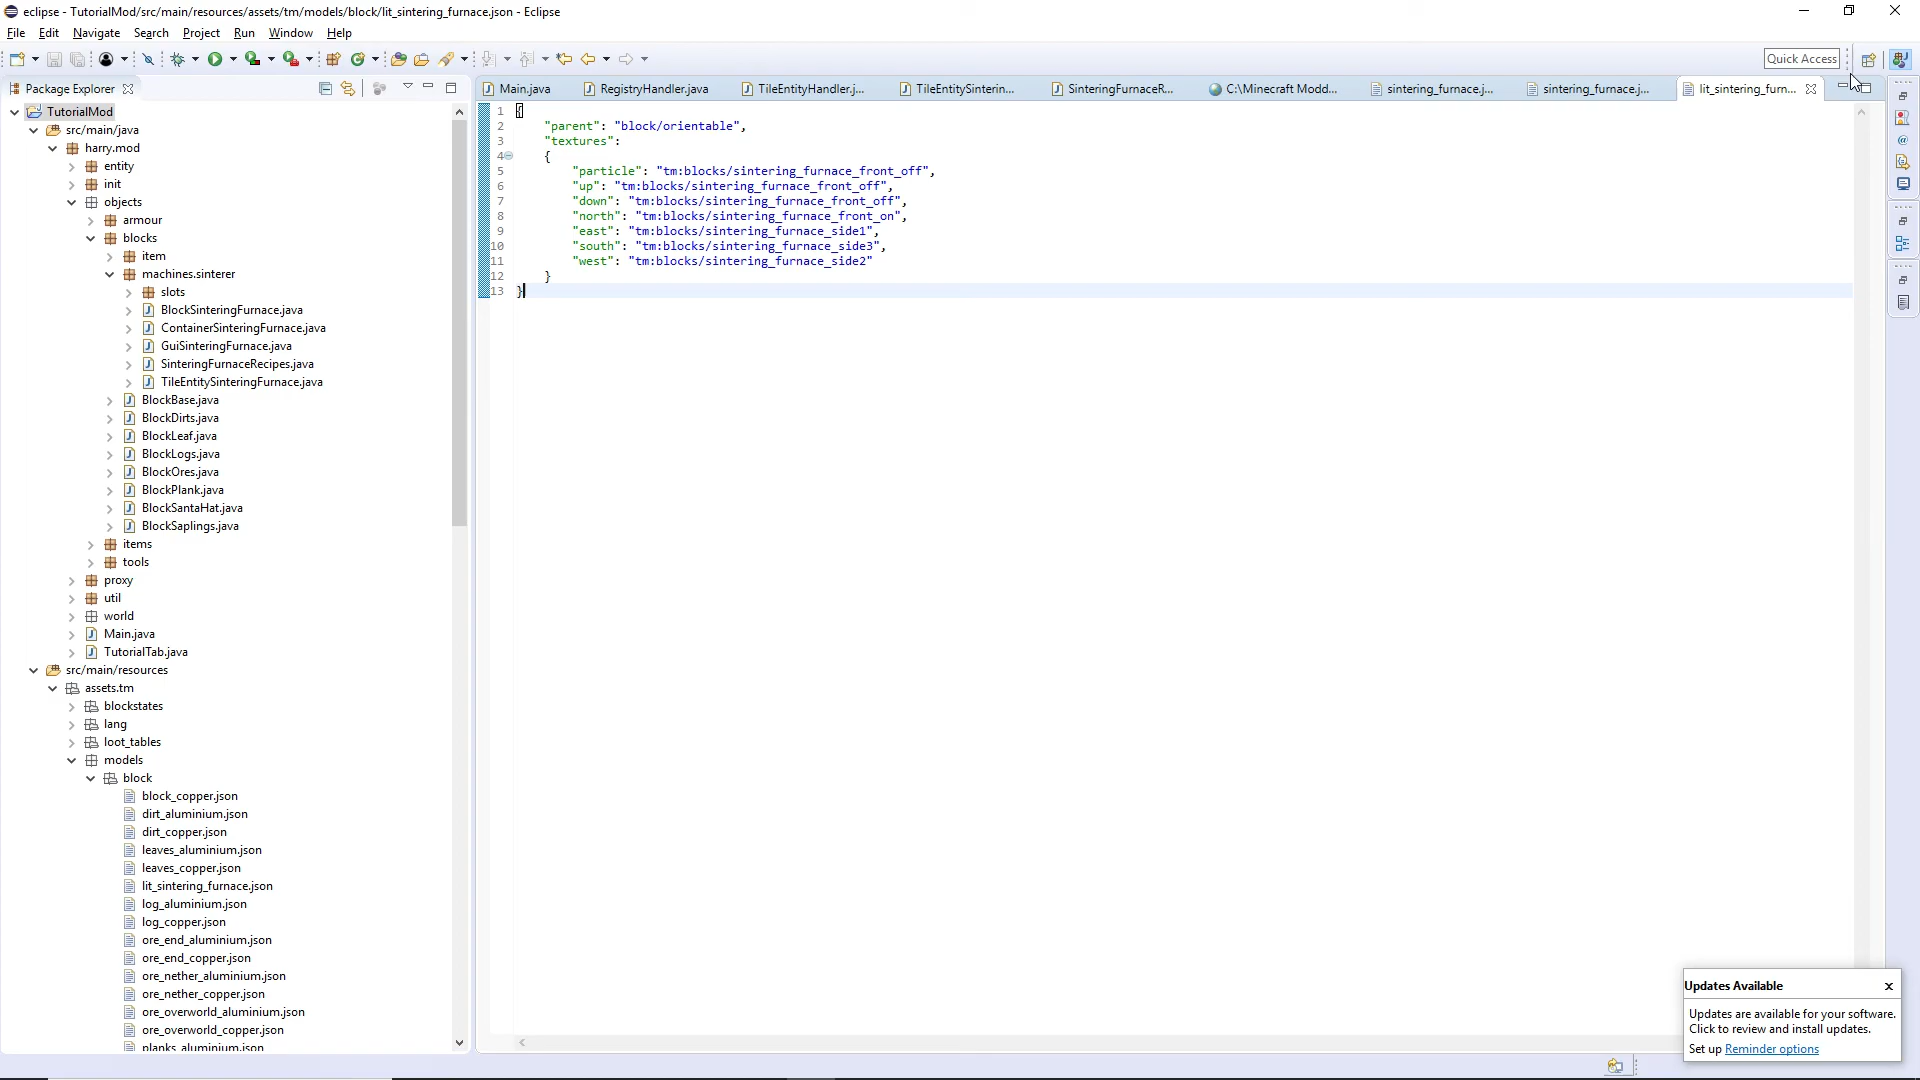 eclipse - TutorialMod/src/main/resources/assets/tm/models/block/lit_sintering_furnace.json - Eclipse
File Edit Navigate Search Project Run Window Help
Quick Access
Package Explorer
Main.java RegistryHandler.java TileEntityHandler.j... TileEntitySinterin... SinteringFurnaceR... C:\Minecraft Modd... sintering_furnace.j... sintering_furnace.j... lit_sintering_furn...
TutorialMod
src/main/java
harry.mod
entity
init
objects
armour
blocks
item
machines.sinterer
slots
BlockSinteringFurnace.java
ContainerSinteringFurnace.java
GuiSinteringFurnace.java
SinteringFurnaceRecipes.java
TileEntitySinteringFurnace.java
BlockBase.java
BlockDirts.java
BlockLeaf.java
BlockLogs.java
BlockOres.java
BlockPlank.java
BlockSantaHat.java
BlockSaplings.java
items
tools
proxy
util
world
Main.java
TutorialTab.java
src/main/resources
assets.tm
blockstates
lang
loot_tables
models
block
block_copper.json
dirt_aluminium.json
dirt_copper.json
leaves_aluminium.json
leaves_copper.json
lit_sintering_furnace.json
log_aluminium.json
log_copper.json
ore_end_aluminium.json
ore_end_copper.json
ore_nether_aluminium.json
ore_nether_copper.json
ore_overworld_aluminium.json
ore_overworld_copper.json
planks_aluminium.json
1 {
2 "parent": "block/orientable",
3 "textures":
4 {
5 "particle": "tm:blocks/sintering_furnace_front_off",
6 "up": "tm:blocks/sintering_furnace_front_off",
7 "down": "tm:blocks/sintering_furnace_front_off",
8 "north": "tm:blocks/sintering_furnace_front_on",
9 "east": "tm:blocks/sintering_furnace_side1",
10 "south": "tm:blocks/sintering_furnace_side3",
11 "west": "tm:blocks/sintering_furnace_side2"
12 }
13 }
Updates Available
Updates are available for your software.
Click to review and install updates.
Set up Reminder options